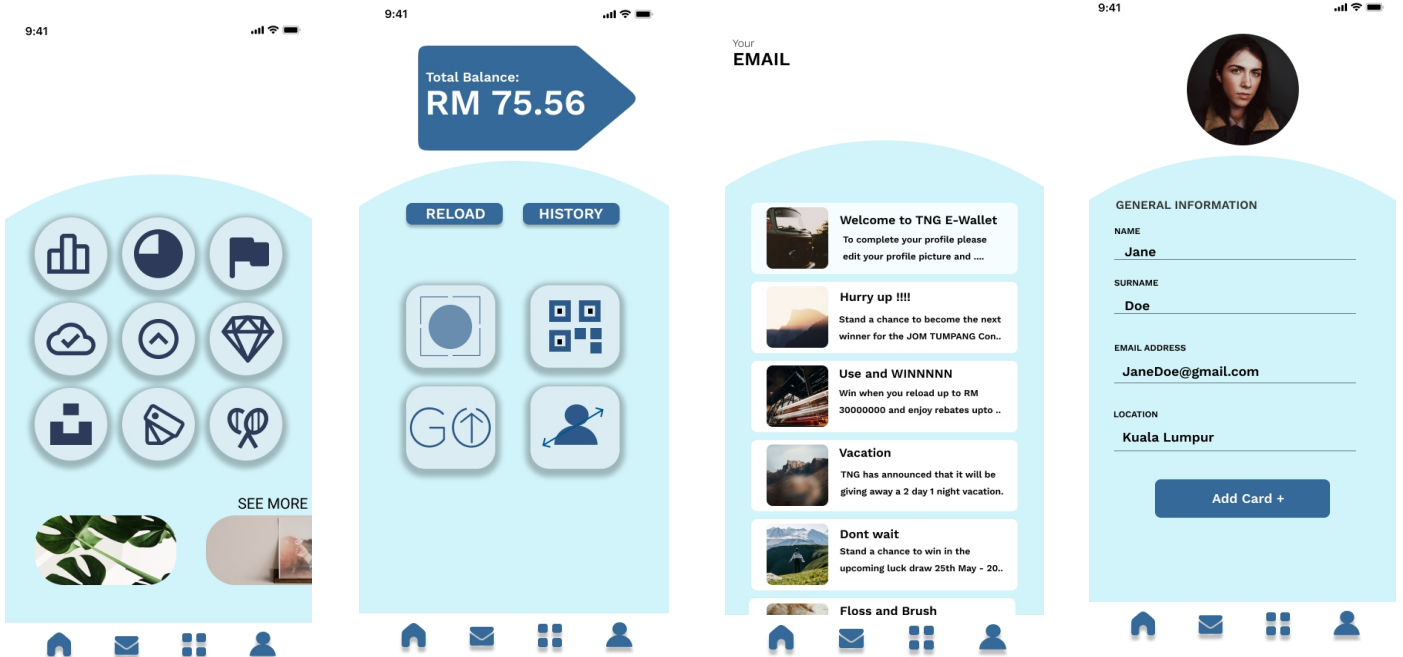 9:41
SEE MORE
9:41
Total Balance:
RM 75.56
RELOAD
HISTORY
GO
Your
EMAIL
Welcome to TNG E-Wallet
To complete your profile please
edit your profile picture and ....
Hurry up !!!!
Stand a chance to become the next
winner for the JOM TUMPANG Con..
Use and WINNNNN
Win when you reload up to RM
30000000 and enjoy rebates upto ..
Vacation
TNG has announced that it will be
giving away a 2 day 1 night vacation.
Dont wait
Stand a chance to win in the
upcoming luck draw 25th May - 20..
Floss and Brush
9:41
GENERAL INFORMATION
NAME
Jane
SURNAME
Doe
EMAIL ADDRESS
JaneDoe@gmail.com
LOCATION
Kuala Lumpur
Add Card +